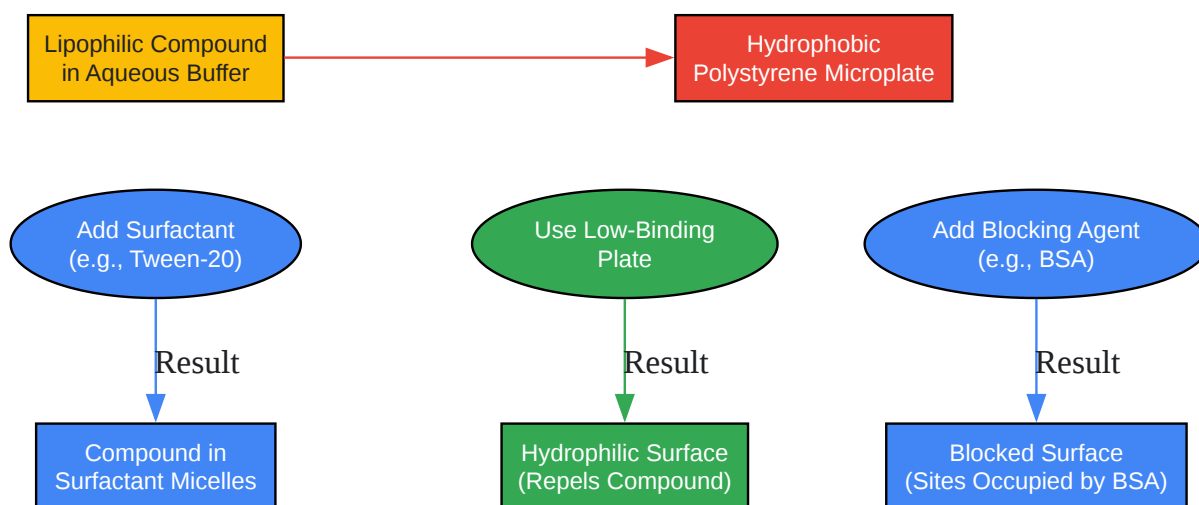 Lipophilic Compound
in Aqueous Buffer
Hydrophobic
Polystyrene Microplate
Add Surfactant
(e.g., Tween-20)
Use Low-Binding
Plate
Add Blocking Agent
(e.g., BSA)
Result
Result
Result
Compound in
Surfactant Micelles
Hydrophilic Surface
(Repels Compound)
Blocked Surface
(Sites Occupied by BSA)